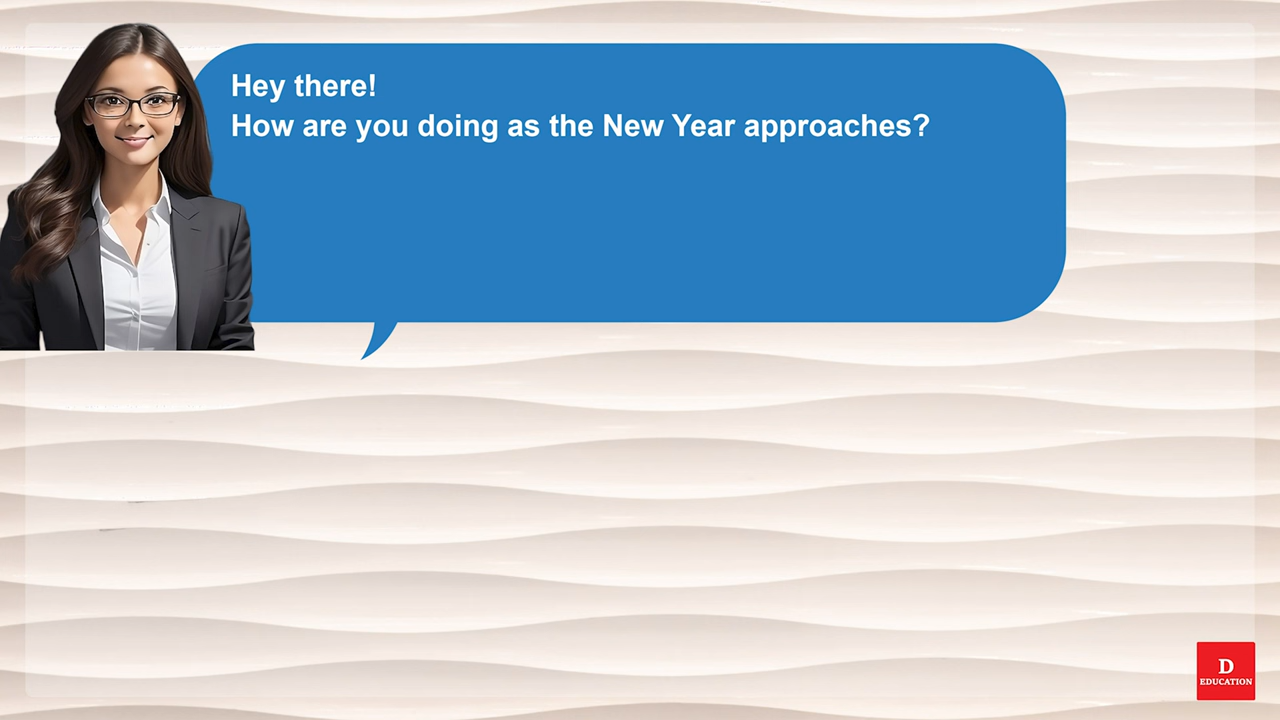 Hey there!
How are you doing as the New Year approaches?
D
EDUCATION